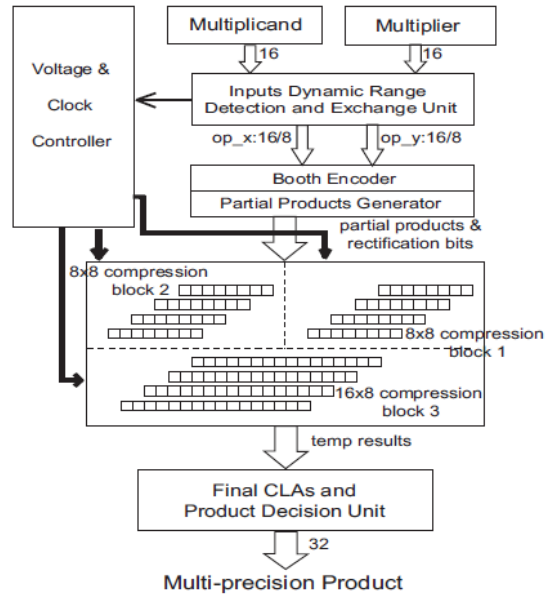 Multiplicand
Multiplier
16
16
Voltage &
Clock
Controller
Inputs Dynamic Range
Detection and Exchange Unit
op_x:16/8
op_y:16/8
Booth Encoder
Partial Products Generator
partial products &
rectification bits
8x8 compression
block 2
8x8 compression
block 1
16x8 compression
block 3
temp results
Final CLAs and
Product Decision Unit
32
Multi-precision Product